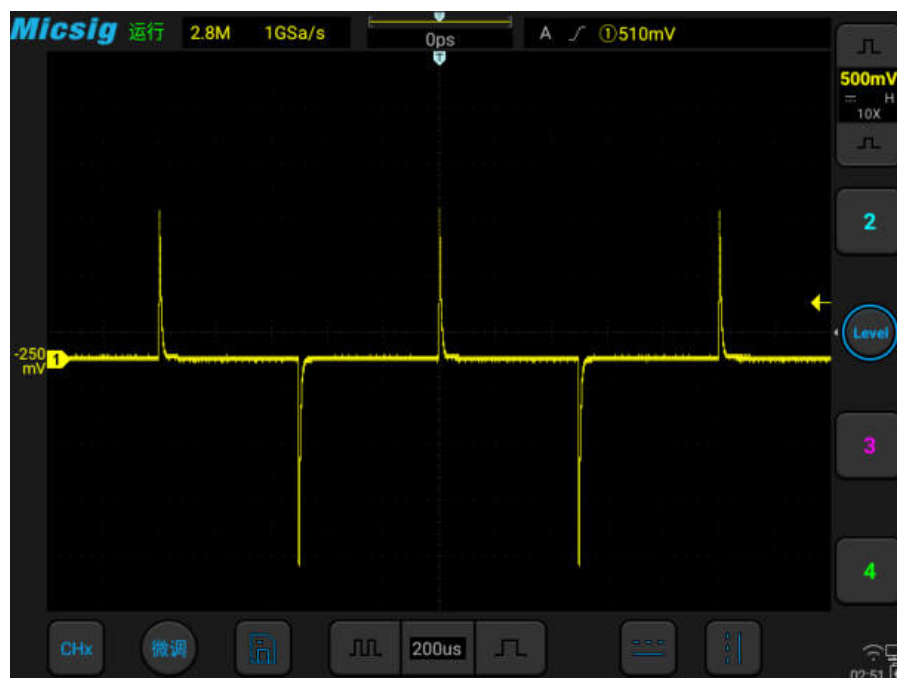 Micsig 运行 2.8M 1GSa/s 0ps A ①510mV
T
500mV
H
10X
2
Level
-250
mV
1
3
4
CHx
微调
200us
02:51